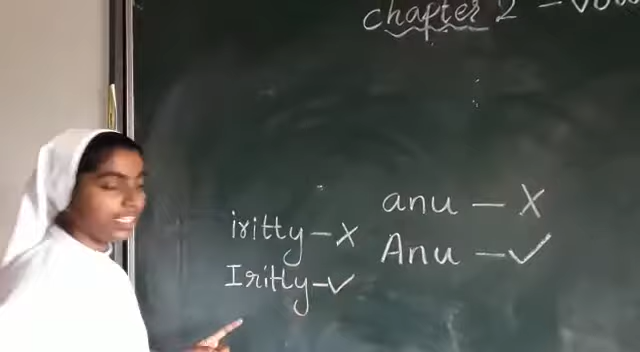 chapter 2 -
anu - X
iritty - X
Anu - ✓
Iritty - ✓